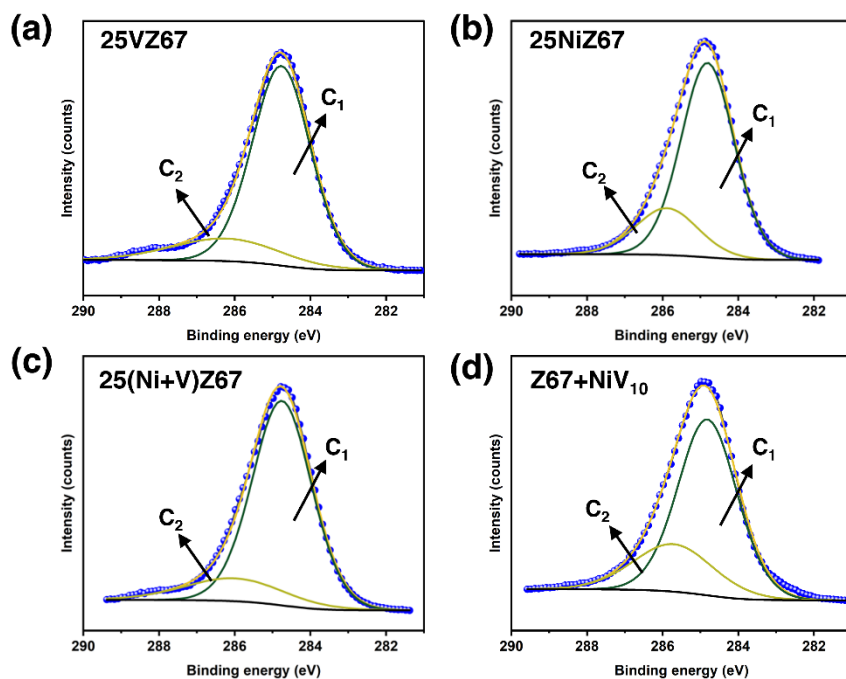 (a)
25VZ67
C₁
C₂
Intensity (counts)
290 288 286 284 282
Binding energy (eV)
(b)
25NiZ67
C₁
C₂
Intensity (counts)
290 288 286 284 282
Binding energy (eV)
(c)
25(Ni+V)Z67
C₁
C₂
Intensity (counts)
290 288 286 284 282
Binding energy (eV)
(d)
Z67+NiV₁₀
C₁
C₂
Intensity (counts)
290 288 286 284 282
Binding energy (eV)